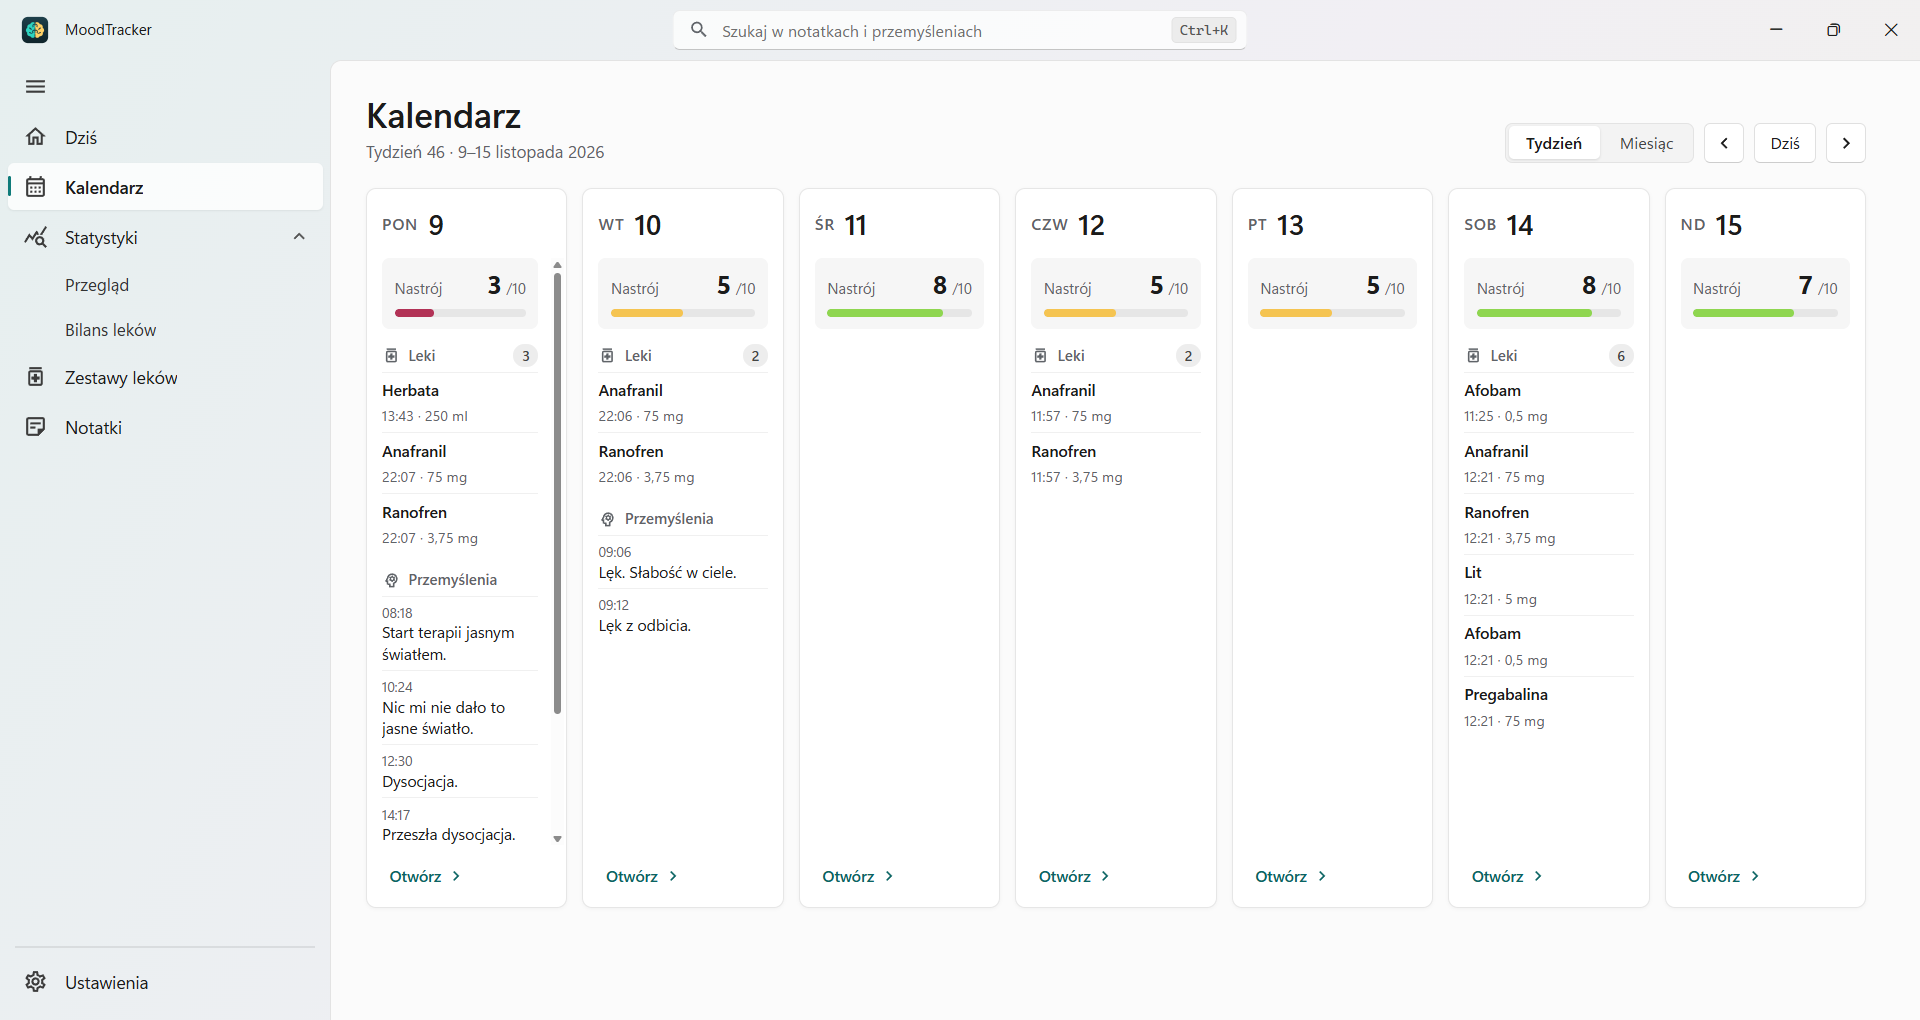 MoodTracker
Szukaj w notatkach i przemyśleniach
Ctrl+K
Dziś
Kalendarz
Statystyki
Przegląd
Bilans leków
Zestawy leków
Notatki
Ustawienia
Kalendarz
Tydzień 46 · 9–15 listopada 2026
Tydzień
Miesiąc
Dziś
PON 9
Nastrój 3 /10
Leki 3
Herbata
13:43 · 250 ml
Anafranil
22:07 · 75 mg
Ranofren
22:07 · 3,75 mg
Przemyślenia
08:18
Start terapii jasnym
światłem.
10:24
Nic mi nie dało to
jasne światło.
12:30
Dysocjacja.
14:17
Przeszła dysocjacja.
Otwórz
WT 10
Nastrój 5 /10
Leki 2
Anafranil
22:06 · 75 mg
Ranofren
22:06 · 3,75 mg
Przemyślenia
09:06
Lęk. Słabość w ciele.
09:12
Lęk z odbicia.
Otwórz
ŚR 11
Nastrój 8 /10
Otwórz
CZW 12
Nastrój 5 /10
Leki 2
Anafranil
11:57 · 75 mg
Ranofren
11:57 · 3,75 mg
Otwórz
PT 13
Nastrój 5 /10
Otwórz
SOB 14
Nastrój 8 /10
Leki 6
Afobam
11:25 · 0,5 mg
Anafranil
12:21 · 75 mg
Ranofren
12:21 · 3,75 mg
Lit
12:21 · 5 mg
Afobam
12:21 · 0,5 mg
Pregabalina
12:21 · 75 mg
Otwórz
ND 15
Nastrój 7 /10
Otwórz